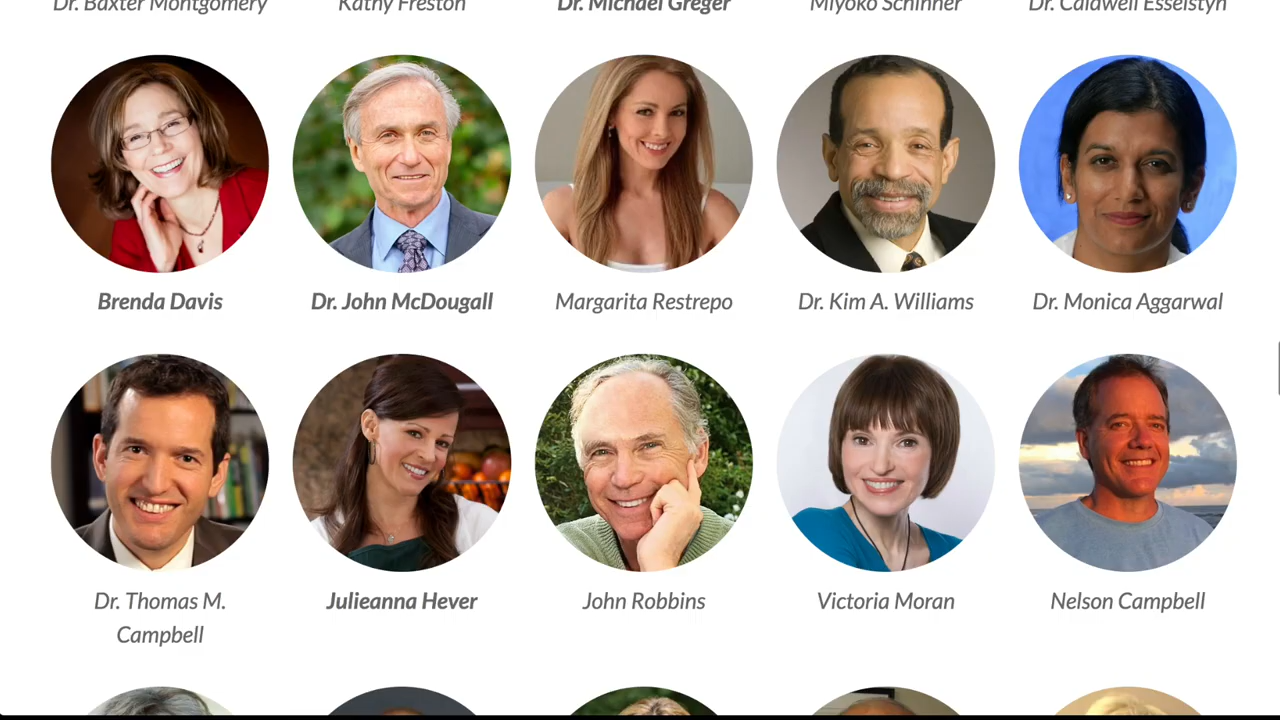 Dr. Baxter Montgomery Kathy Freston Dr. Michael Greger Miyoko Schinner Dr. Caldwell Esselstyn
Brenda Davis Dr. John McDougall Margarita Restrepo Dr. Kim A. Williams Dr. Monica Aggarwal
Dr. Thomas M. Campbell
Julieanna Hever John Robbins Victoria Moran Nelson Campbell